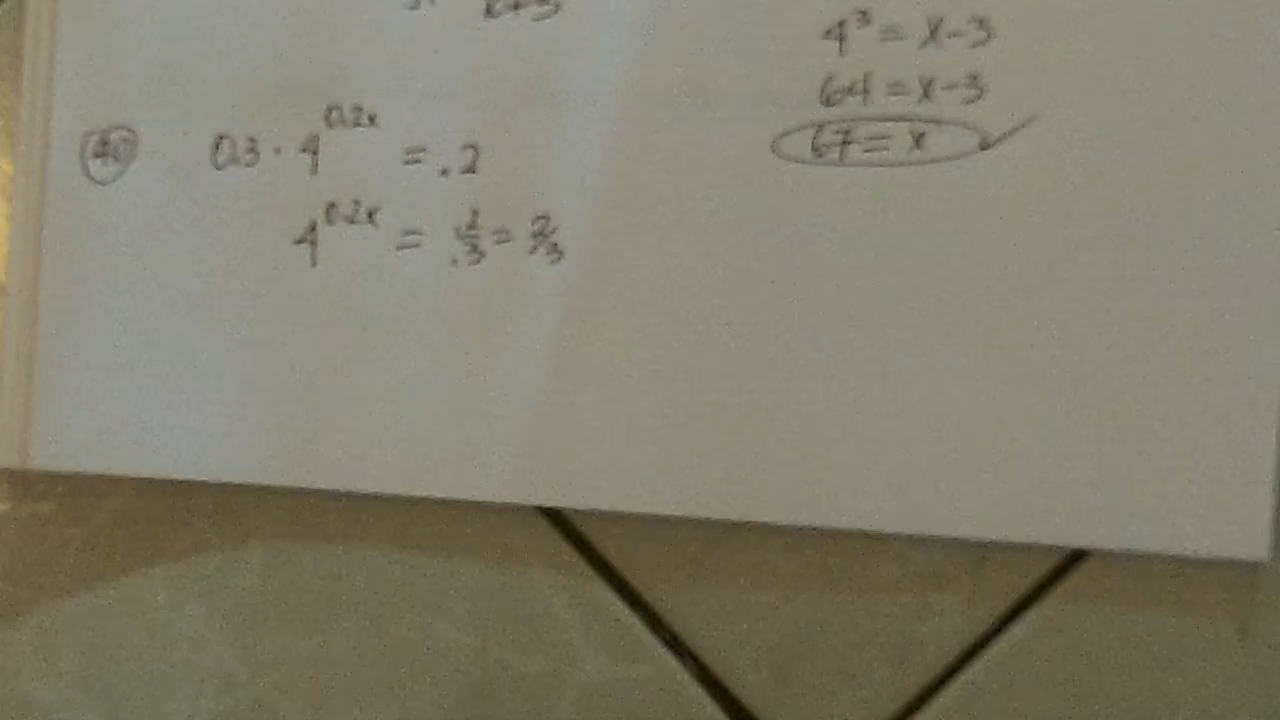 4³ = x-3
64 = x-3
67 = x
0.3 · 4^0.2x = .2
4^0.2x = .2/.3 = 2/3